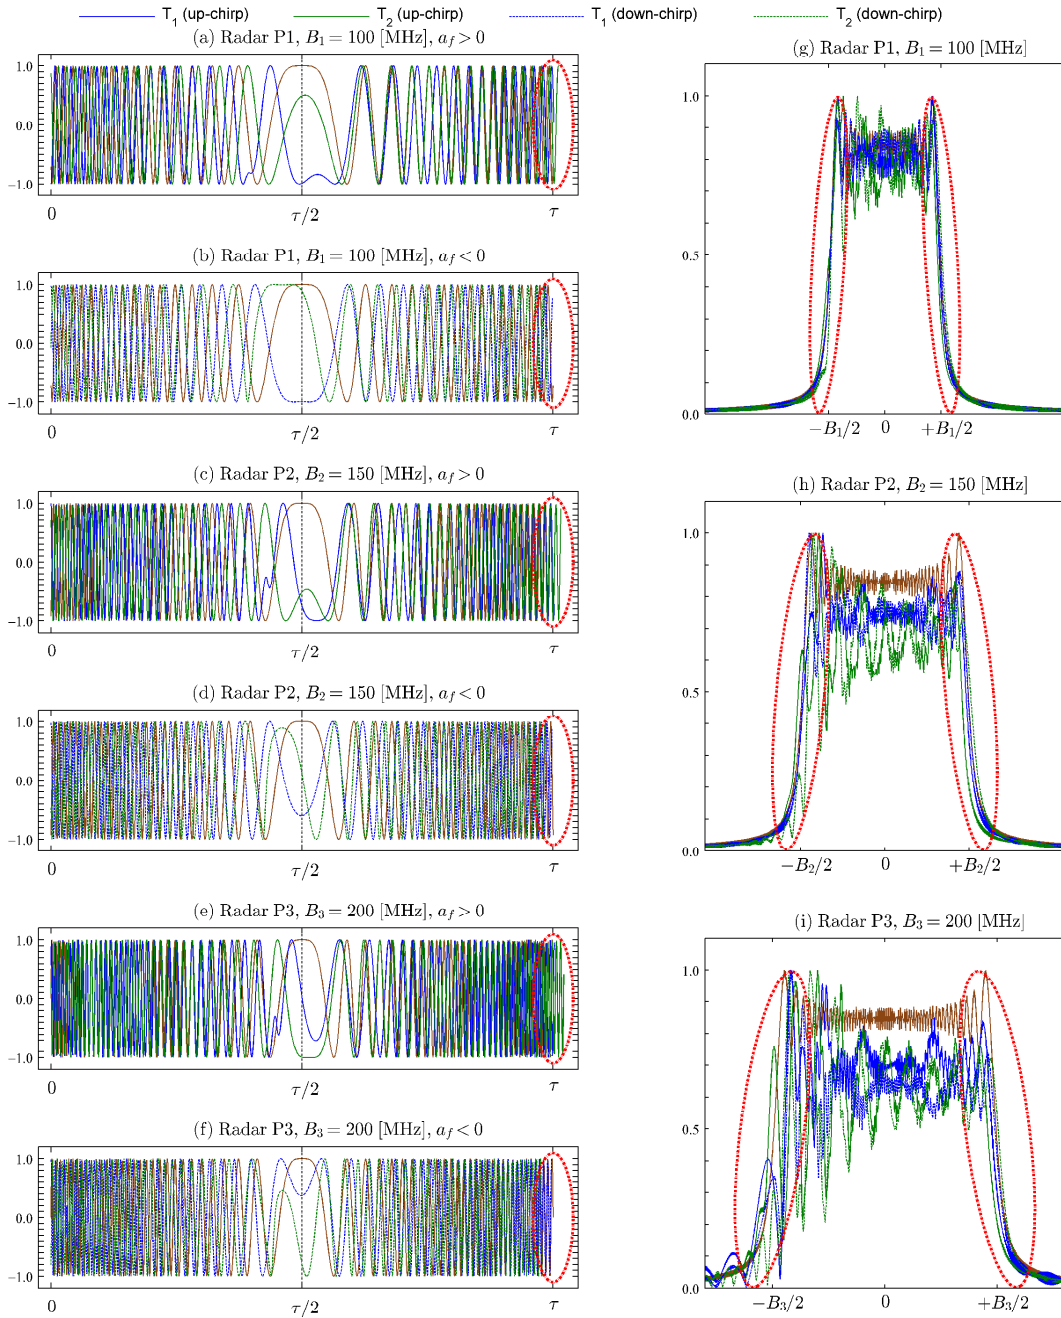 T1 (up-chirp) T2 (up-chirp) T1 (down-chirp) T2 (down-chirp)
(a) Radar P1, B1 = 100 [MHz], af > 0
1.0
0.0
−1.0
0 τ/2 τ
(b) Radar P1, B1 = 100 [MHz], af < 0
1.0
0.0
−1.0
0 τ/2 τ
(c) Radar P2, B2 = 150 [MHz], af > 0
1.0
0.0
−1.0
0 τ/2 τ
(d) Radar P2, B2 = 150 [MHz], af < 0
1.0
0.0
−1.0
0 τ/2 τ
(e) Radar P3, B3 = 200 [MHz], af > 0
1.0
0.0
−1.0
0 τ/2 τ
(f) Radar P3, B3 = 200 [MHz], af < 0
1.0
0.0
−1.0
0 τ/2 τ
(g) Radar P1, B1 = 100 [MHz]
1.0
0.5
0.0
−B1/2 0 +B1/2
(h) Radar P2, B2 = 150 [MHz]
1.0
0.5
0.0
−B2/2 0 +B2/2
(i) Radar P3, B3 = 200 [MHz]
1.0
0.5
0.0
−B3/2 0 +B3/2